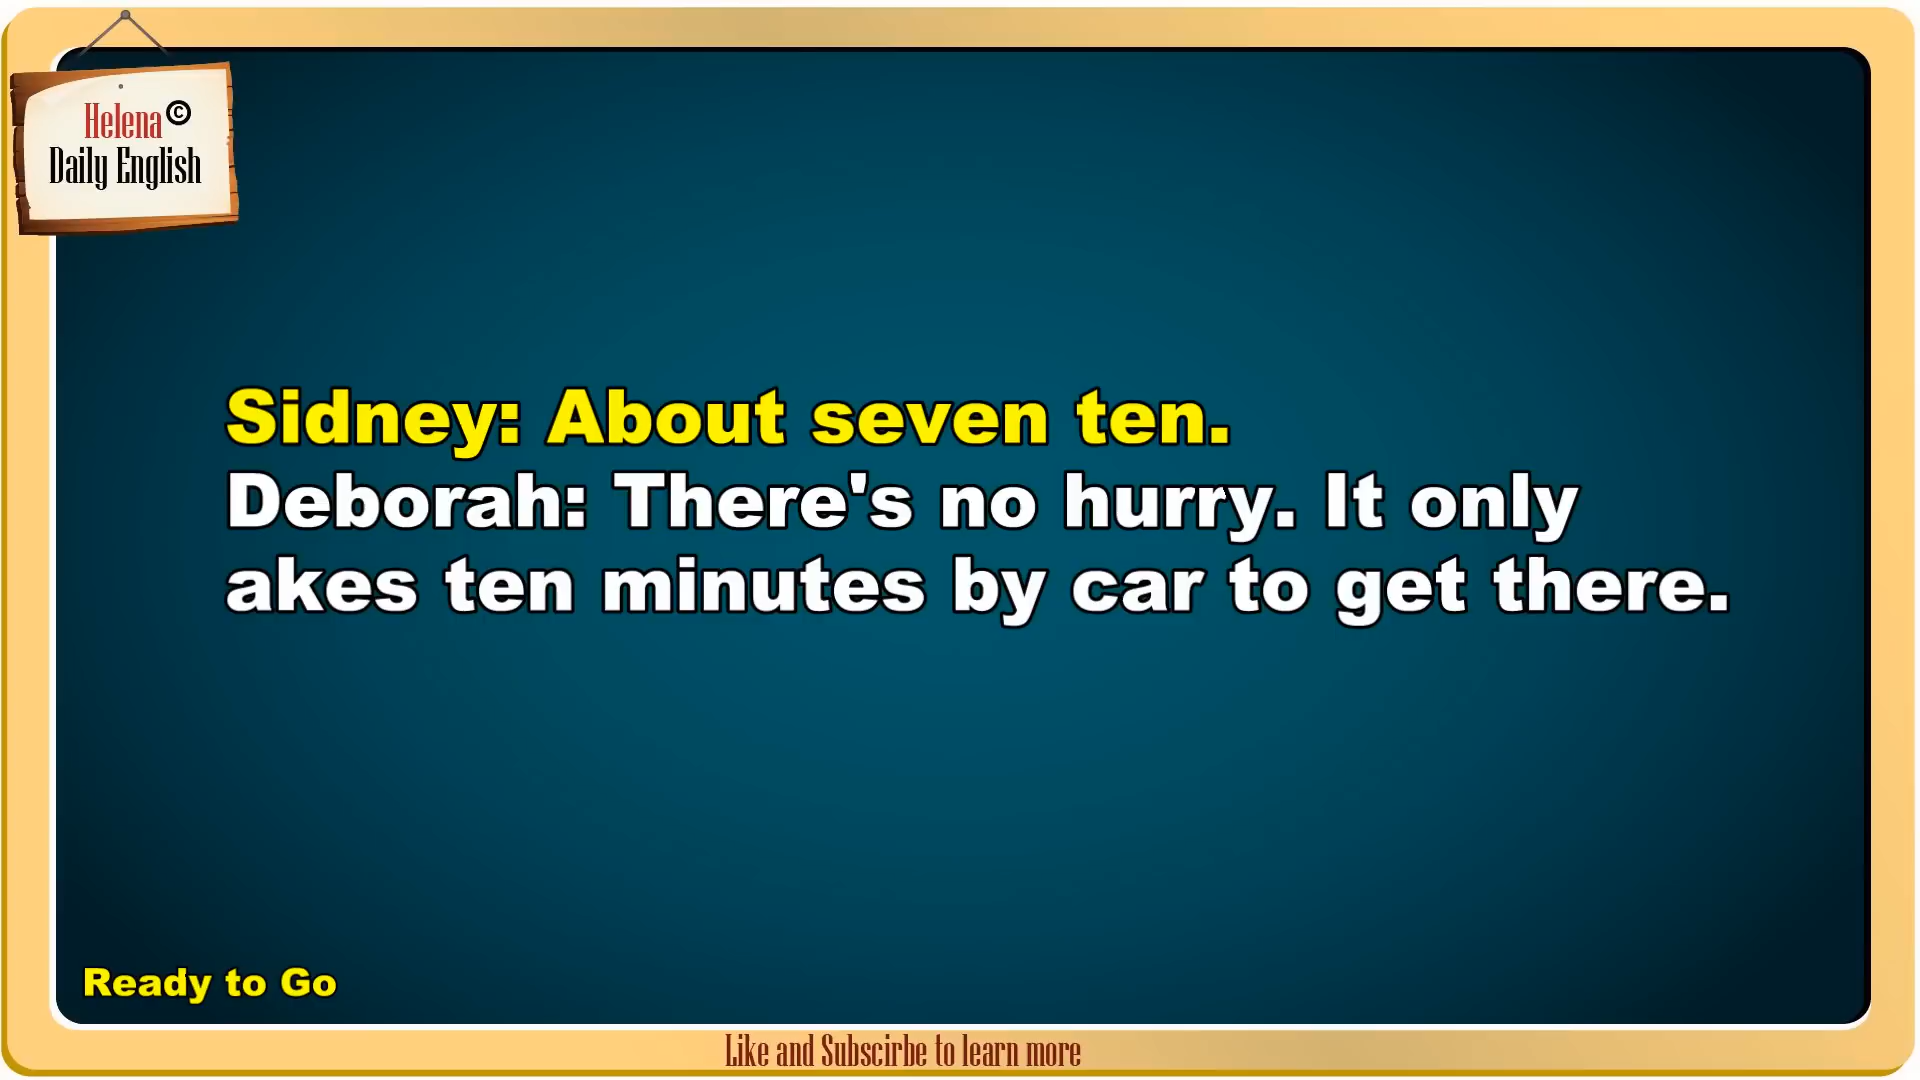 Helena©
Daily English
Sidney: About seven ten.
Deborah: There's no hurry. It only
akes ten minutes by car to get there.
Ready to Go
Like and Subscirbe to learn more